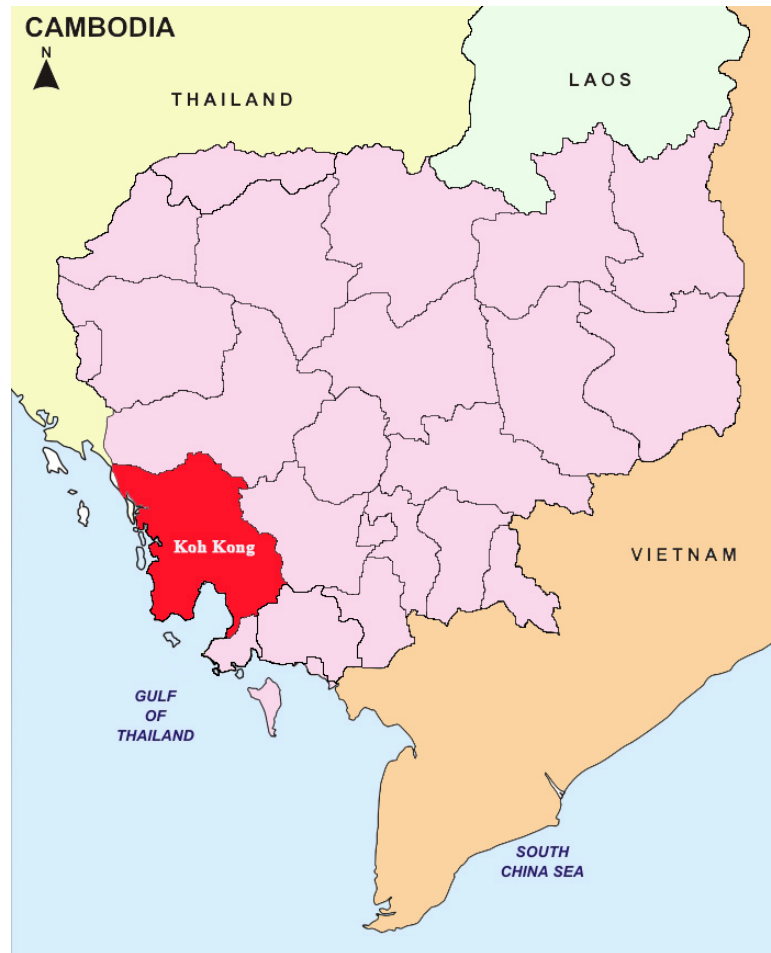 CAMBODIA
N
THAILAND
LAOS
Koh Kong
VIETNAM
GULF
OF
THAILAND
SOUTH
CHINA SEA